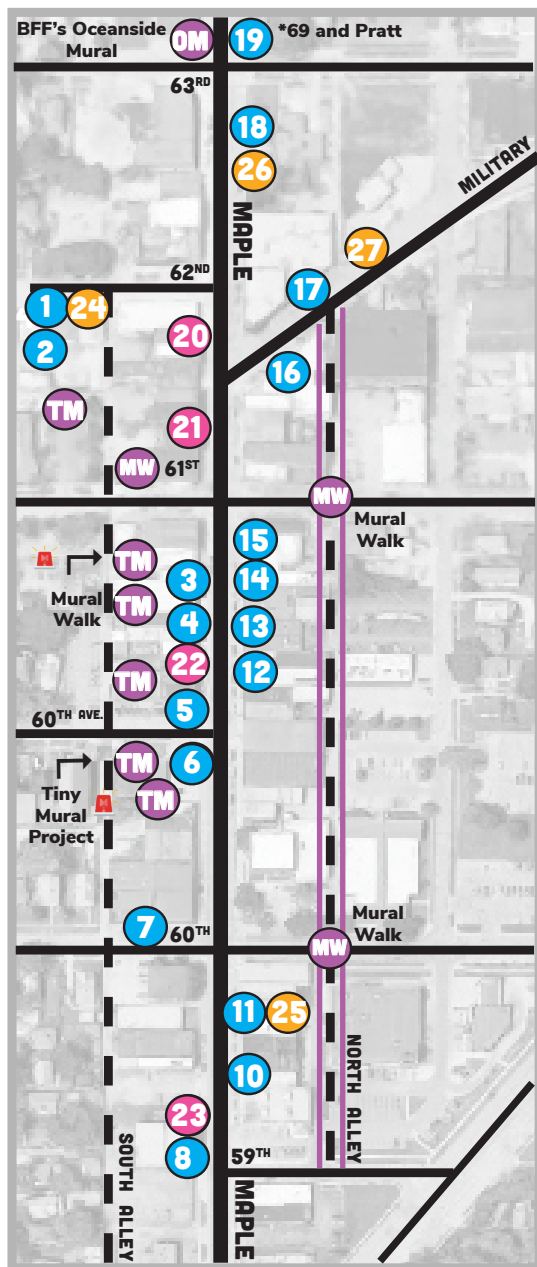 BFF's Oceanside
Mural
OM
19
*69 and Pratt
63RD
18
26
MAPLE
MILITARY
27
62ND
17
1
24
20
2
16
TM
21
MW
61ST
MW
Mural
Walk
M
TM
15
3
14
Mural
Walk
TM
4
13
22
12
TM
5
60TH AVE.
TM
6
Tiny
Mural
Project
M
TM
7
60TH
Mural
Walk
MW
11
25
10
NORTH ALLEY
23
8
59TH
SOUTH ALLEY
MAPLE